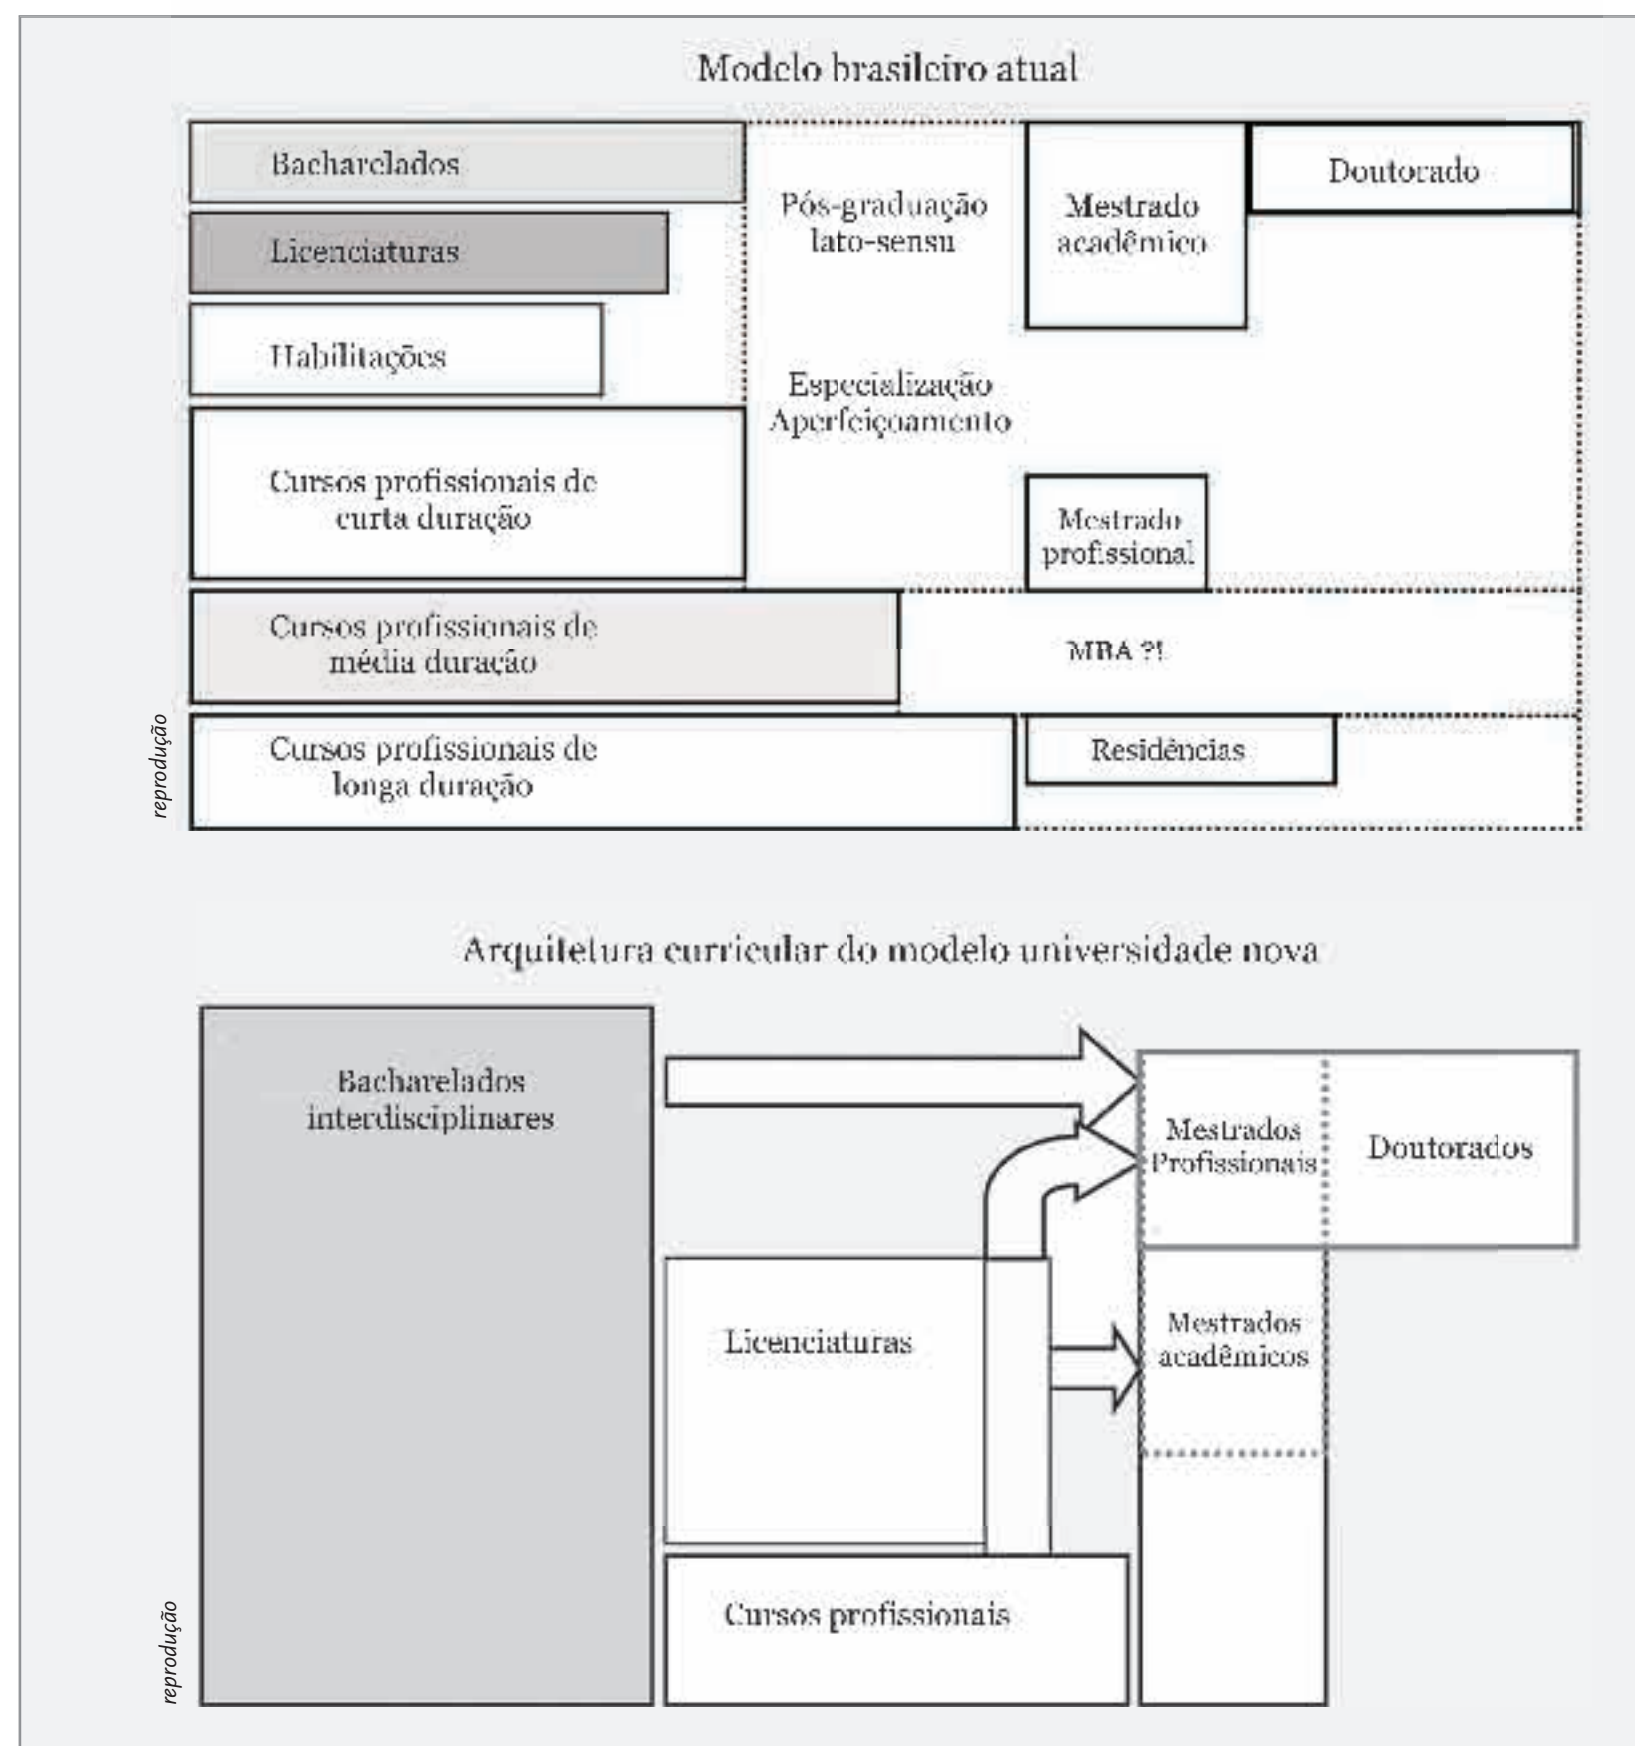 Modelo brasileiro atual
Bacharelados
Licenciaturas
Habilitações
Cursos profissionais de
curta duração
Cursos profissionais de
média duração
Cursos profissionais de
longa duração
Pós-graduação
lato-sensu
Especialização
Aperfeiçoamento
Mestrado
acadêmico
Doutorado
Mestrado
profissional
MBA ?!
Residências
reprodução
Arquitetura curricular do modelo universidade nova
Bacharelados
interdisciplinares
Licenciaturas
Cursos profissionais
Mestrados
Profissionais
Doutorados
Mestrados
acadêmicos
reprodução